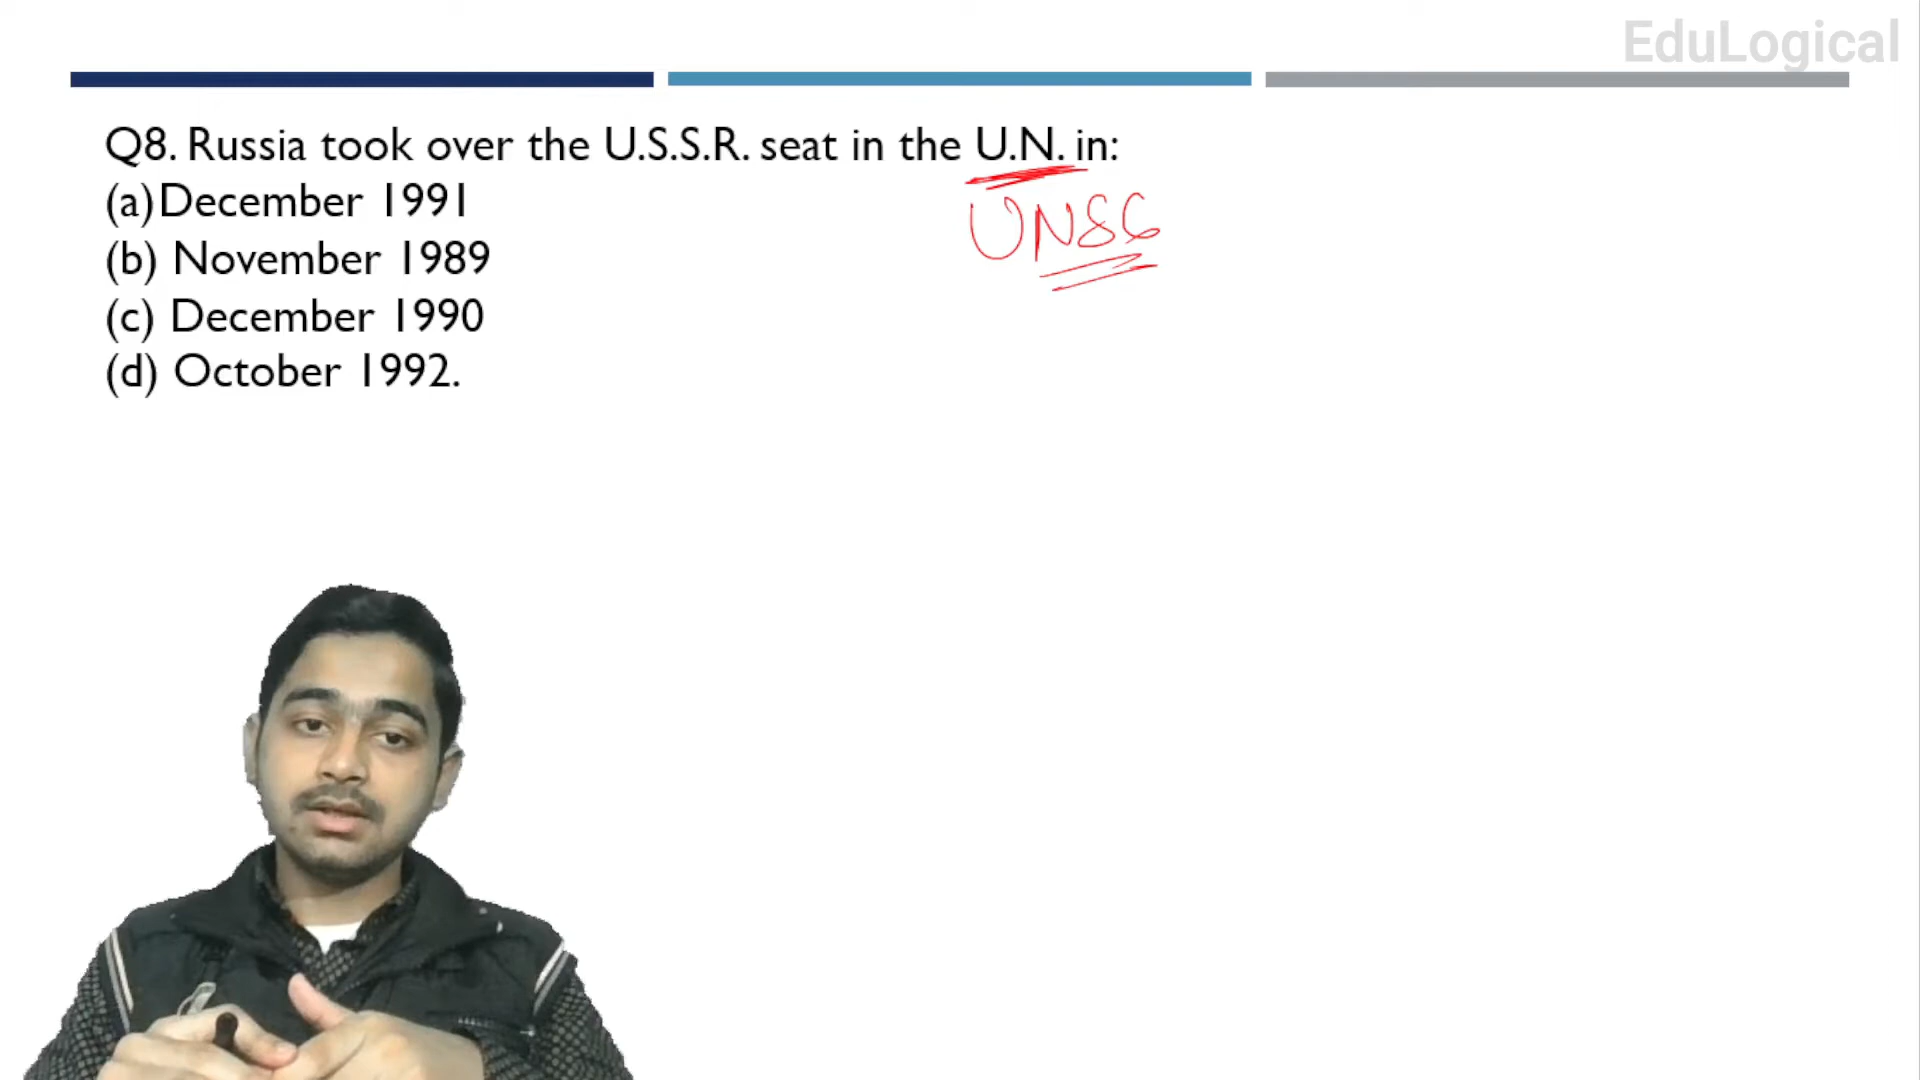 EduLogical
Q8. Russia took over the U.S.S.R. seat in the U.N. in:
(a)December 1991
UNSC
(b) November 1989
(c) December 1990
(d) October 1992.